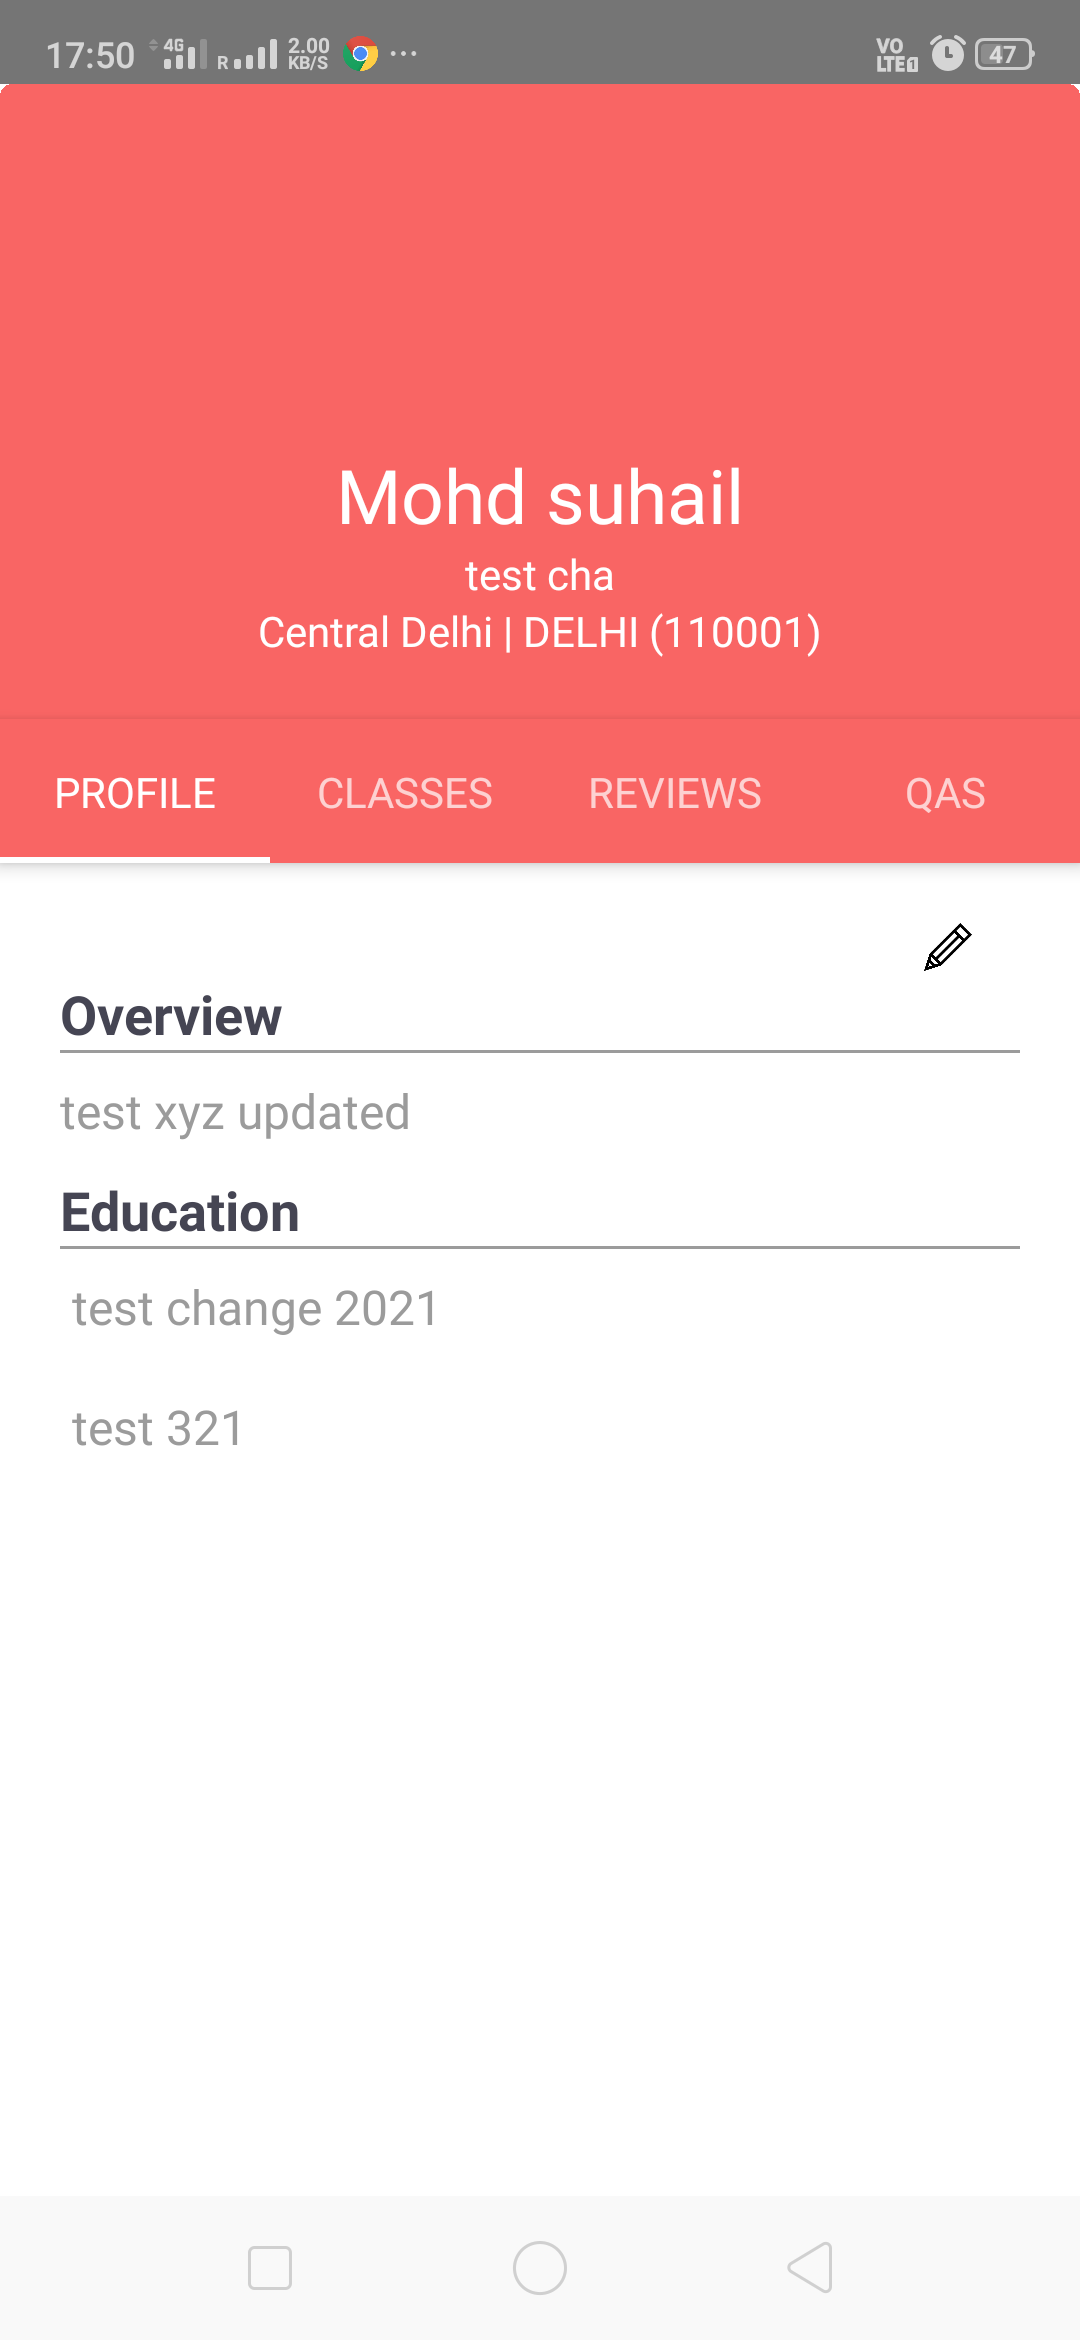 17:50 4G R 2.00 KB/S ... VO LTE 1 47
Mohd suhail
test cha
Central Delhi | DELHI (110001)
PROFILE CLASSES REVIEWS QAS
Overview
test xyz updated
Education
test change 2021
test 321